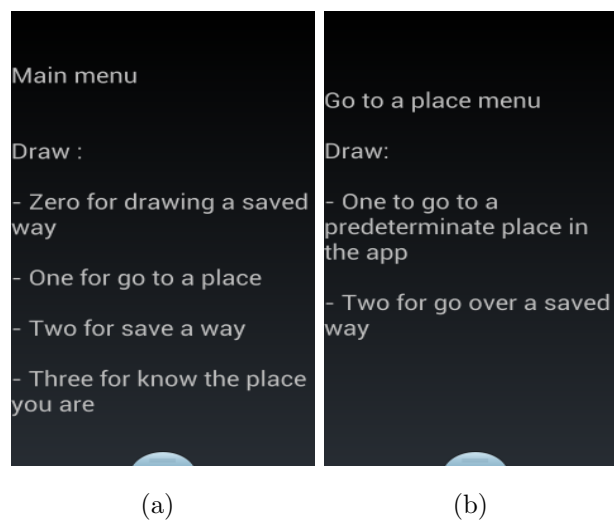 Main menu
Draw :
- Zero for drawing a saved
way
- One for go to a place
- Two for save a way
- Three for know the place
you are
(a)
Go to a place menu
Draw:
- One to go to a
predeterminate place in
the app
- Two for go over a saved
way
(b)